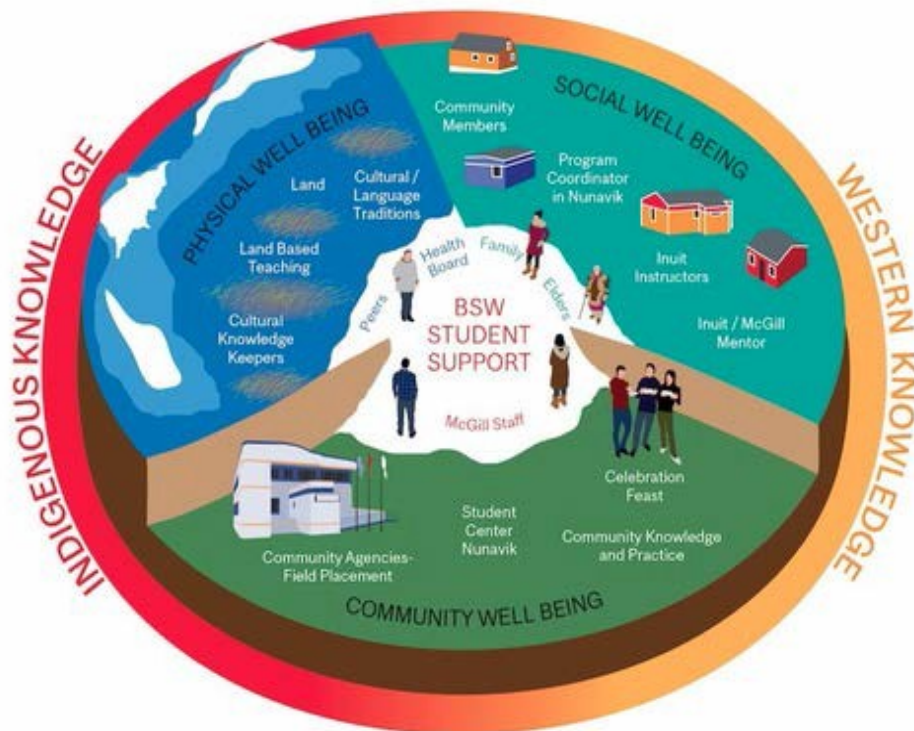 INDIGENOUS KNOWLEDGE
WESTERN KNOWLEDGE
PHYSICAL WELL BEING
Land
Cultural /
Language
Traditions
Land Based
Teaching
Cultural
Knowledge
Keepers
SOCIAL WELL BEING
Community
Members
Program
Coordinator
in Nunavik
Inuit
Instructors
Inuit / McGill
Mentor
Peers
Health
Board
Family
Elders
BSW
STUDENT
SUPPORT
McGill Staff
Celebration
Feast
Student
Center
Nunavik
Community Knowledge
and Practice
Community Agencies-
Field Placement
COMMUNITY WELL BEING